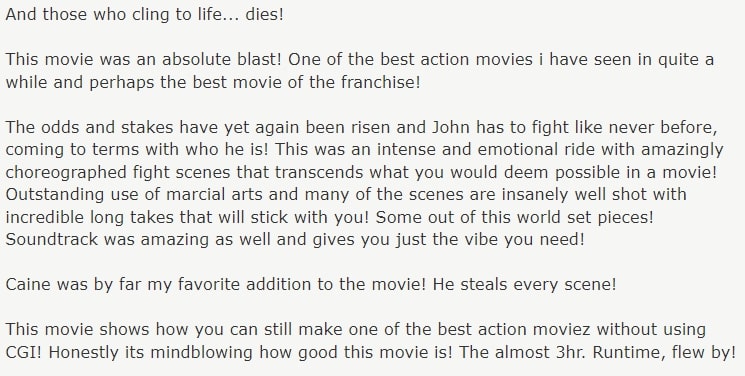 And those who cling to life... dies!
This movie was an absolute blast! One of the best action movies i have seen in quite a
while and perhaps the best movie of the franchise!
The odds and stakes have yet again been risen and John has to fight like never before,
coming to terms with who he is! This was an intense and emotional ride with amazingly
choreographed fight scenes that transcends what you would deem possible in a movie!
Outstanding use of marcial arts and many of the scenes are insanely well shot with
incredible long takes that will stick with you! Some out of this world set pieces!
Soundtrack was amazing as well and gives you just the vibe you need!
Caine was by far my favorite addition to the movie! He steals every scene!
This movie shows how you can still make one of the best action moviez without using
CGI! Honestly its mindblowing how good this movie is! The almost 3hr. Runtime, flew by!